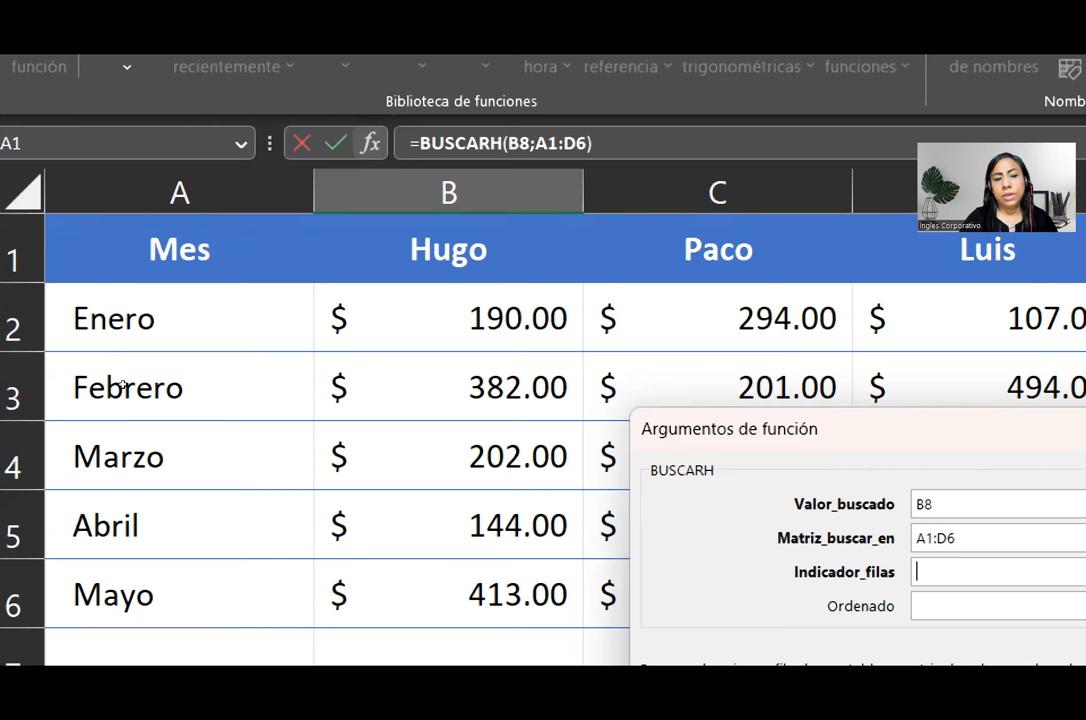 función recientemente hora referencia trigonométricas funciones de nombres
Biblioteca de funciones
A1 fx =BUSCARH(B8;A1:D6)
Ingles Corporativo
A B C
1 Mes Hugo Paco Luis
2 Enero $ 190.00 $ 294.00 $ 107.0
3 Febrero $ 382.00 $ 201.00 $ 494.0
4 Marzo $ 202.00 $
5 Abril $ 144.00 $
6 Mayo $ 413.00 $
Argumentos de función
BUSCARH
Valor_buscado B8
Matriz_buscar_en A1:D6
Indicador_filas
Ordenado